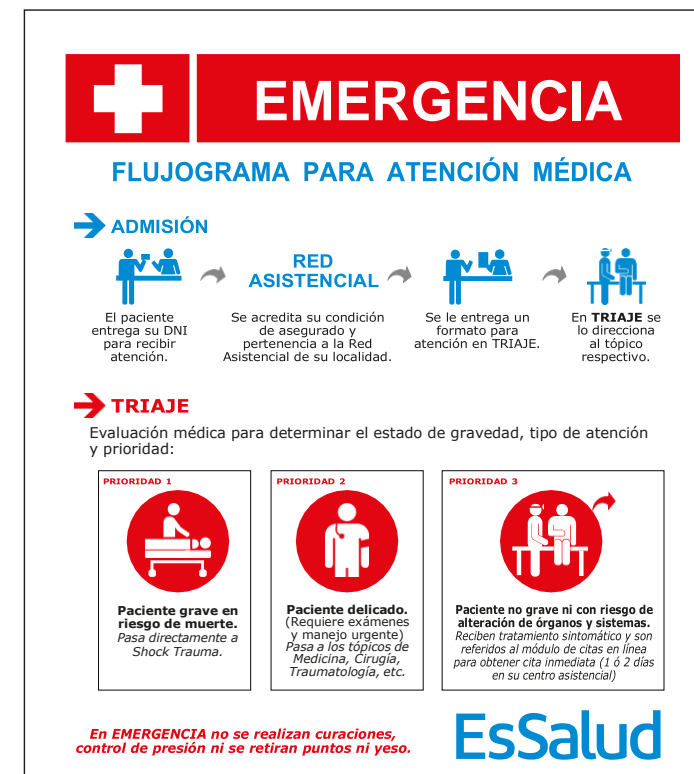 EMERGENCIA
FLUJOGRAMA PARA ATENCIÓN MÉDICA
ADMISIÓN
El paciente
entrega su DNI
para recibir
atención.
RED
ASISTENCIAL
Se acredita su condición
de asegurado y
pertenencia a la Red
Asistencial de su localidad.
Se le entrega un
formato para
atención en TRIAJE.
En TRIAJE se
lo direcciona
al tópico
respectivo.
TRIAJE
Evaluación médica para determinar el estado de gravedad, tipo de atención
y prioridad:
PRIORIDAD 1
Paciente grave en
riesgo de muerte.
Pasa directamente a
Shock Trauma.
PRIORIDAD 2
Paciente delicado.
(Requiere exámenes
y manejo urgente)
Pasa a los tópicos de
Medicina, Cirugía,
Traumatología, etc.
PRIORIDAD 3
Paciente no grave ni con riesgo de
alteración de órganos y sistemas.
Reciben tratamiento sintomático y son
referidos al módulo de citas en línea
para obtener cita inmediata (1 ó 2 días
en su centro asistencial)
En EMERGENCIA no se realizan curaciones,
control de presión ni se retiran puntos ni yeso.
EsSalud